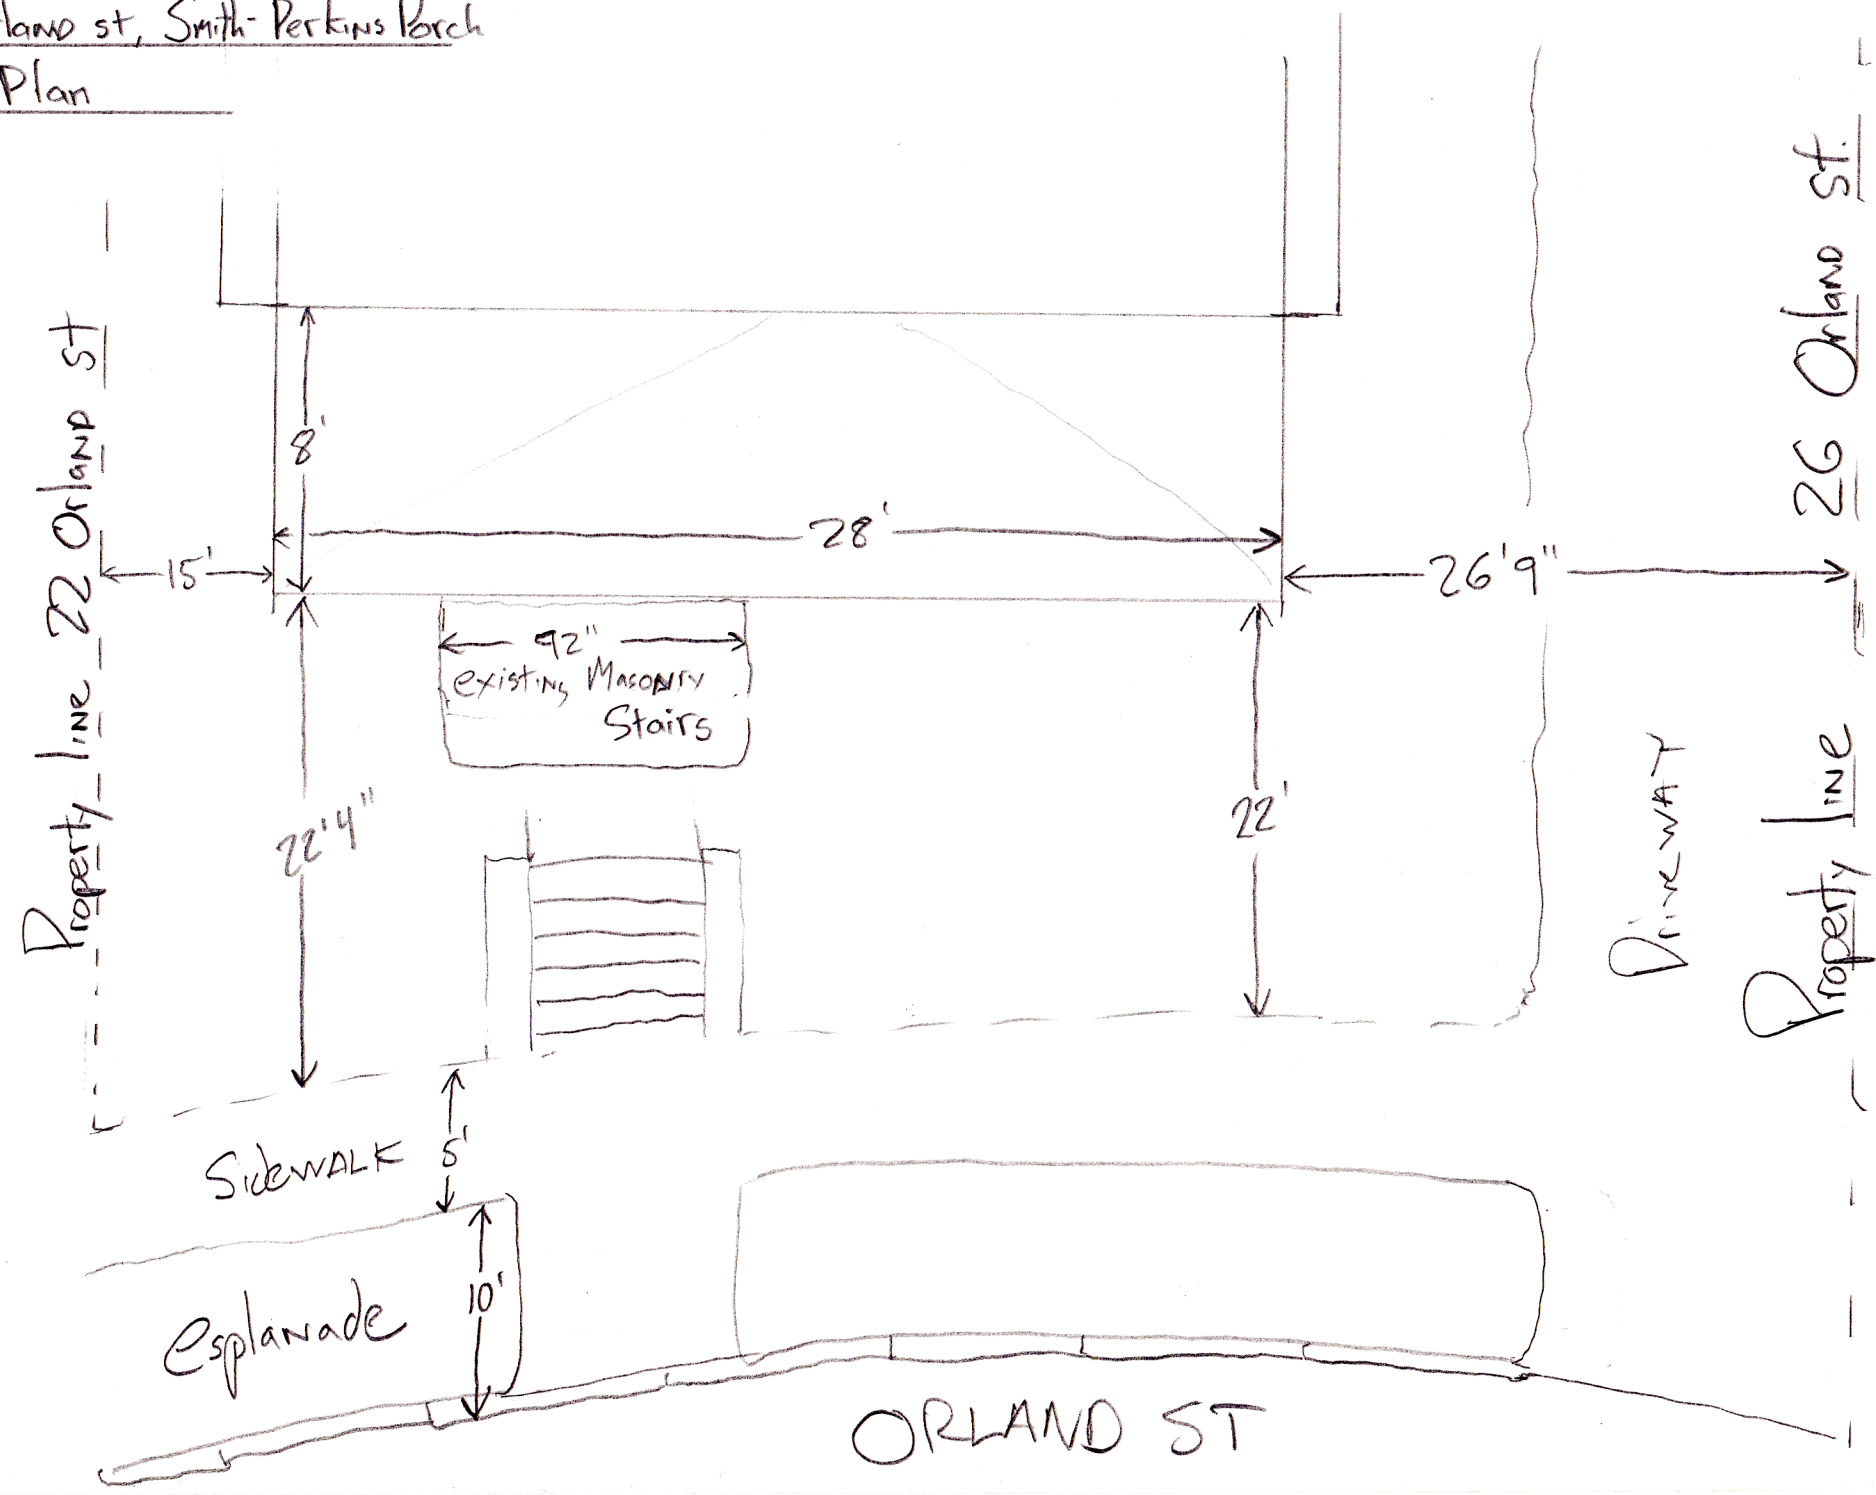 land st, Smith-Perkins Porch
Plan
Property line 22 Orland st
26 Orland st.
Property Line
8'
28'
15'
26'9"
92"
existing Masonry
Stairs
22'4"
22'
Driveway
Sidewalk
5'
10'
esplanade
ORLAND ST